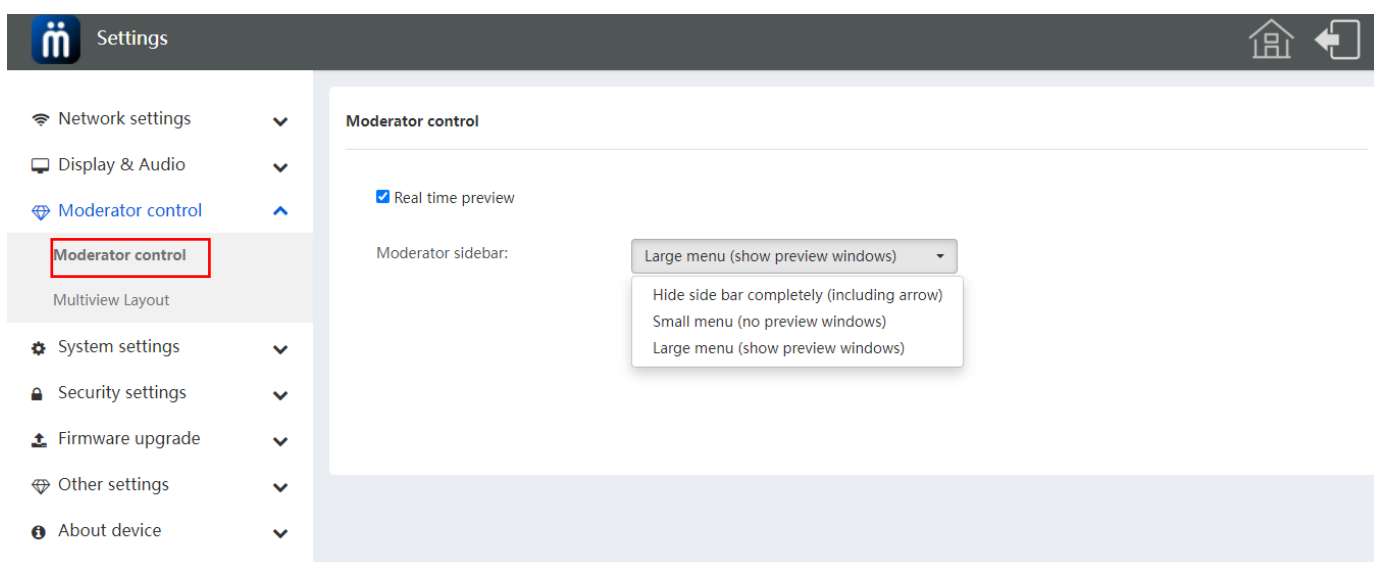 Settings
Network settings
Display & Audio
Moderator control
Moderator control
Multiview Layout
System settings
Security settings
Firmware upgrade
Other settings
About device
Moderator control
Real time preview
Moderator sidebar:
Large menu (show preview windows)
Hide side bar completely (including arrow)
Small menu (no preview windows)
Large menu (show preview windows)